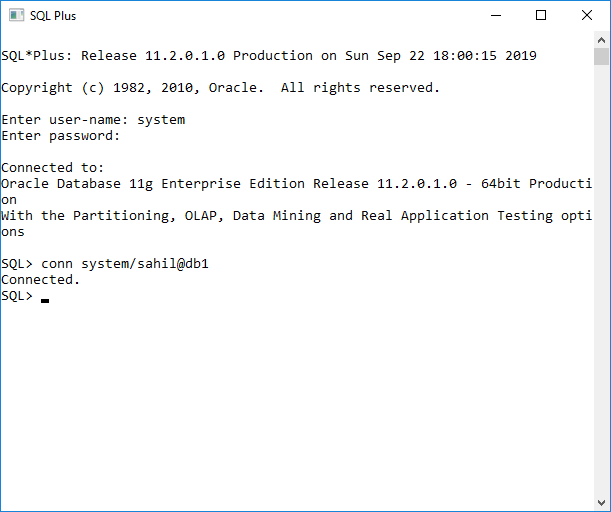 SQL Plus
SQL*Plus: Release 11.2.0.1.0 Production on Sun Sep 22 18:00:15 2019
Copyright (c) 1982, 2010, Oracle.  All rights reserved.
Enter user-name: system
Enter password:
Connected to:
Oracle Database 11g Enterprise Edition Release 11.2.0.1.0 - 64bit Producti
on
With the Partitioning, OLAP, Data Mining and Real Application Testing opti
ons
SQL> conn system/sahil@db1
Connected.
SQL>